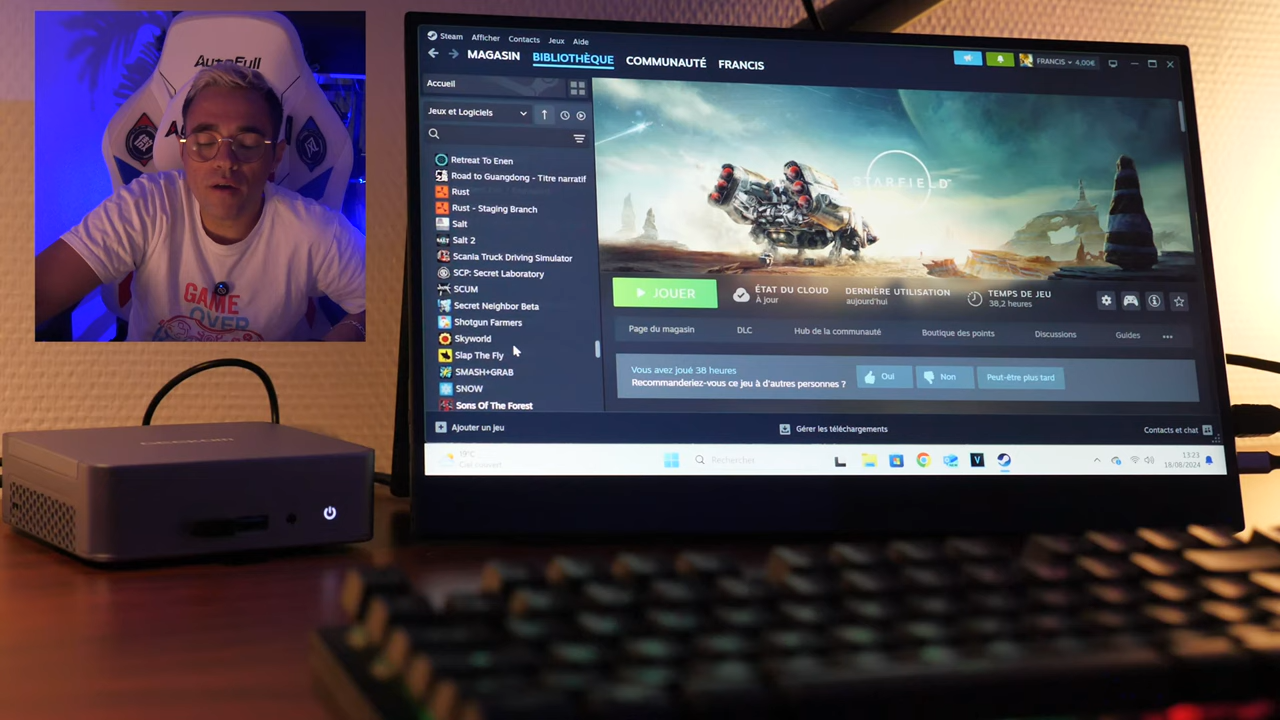 AutoFull
GAME
OVER
Steam Afficher Contacts Jeux Aide
FRANCIS 4,00€
MAGASIN BIBLIOTHÈQUE COMMUNAUTÉ FRANCIS
Accueil
Jeux et Logiciels
Retreat To Enen
Road to Guangdong - Titre narratif
Rust
Rust - Staging Branch
Salt
Salt 2
Scania Truck Driving Simulator
SCP: Secret Laboratory
SCUM
Secret Neighbor Beta
Shotgun Farmers
Skyworld
Slap The Fly
SMASH+GRAB
SNOW
Sons Of The Forest
Ajouter un jeu
STARFIELD
JOUER
ÉTAT DU CLOUD
À jour
DERNIÈRE UTILISATION
aujourd'hui
TEMPS DE JEU
38,2 heures
Page du magasin DLC Hub de la communauté Boutique des points Discussions Guides
Vous avez joué 38 heures
Recommanderiez-vous ce jeu à d'autres personnes ?
Oui Non Peut-être plus tard
Gérer les téléchargements
Contacts et chat
19°C
Rechercher
13:23
18/08/2024